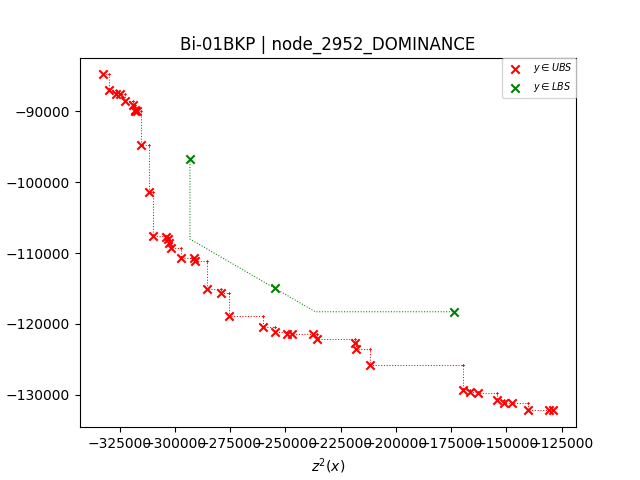 Bi-01BKP | node_2952_DOMINANCE
y ∈ UBS
y ∈ LBS
−90000
−100000
−110000
−120000
−130000
−325000 −300000 −275000 −250000 −225000 −200000 −175000 −150000 −125000
z²(x)